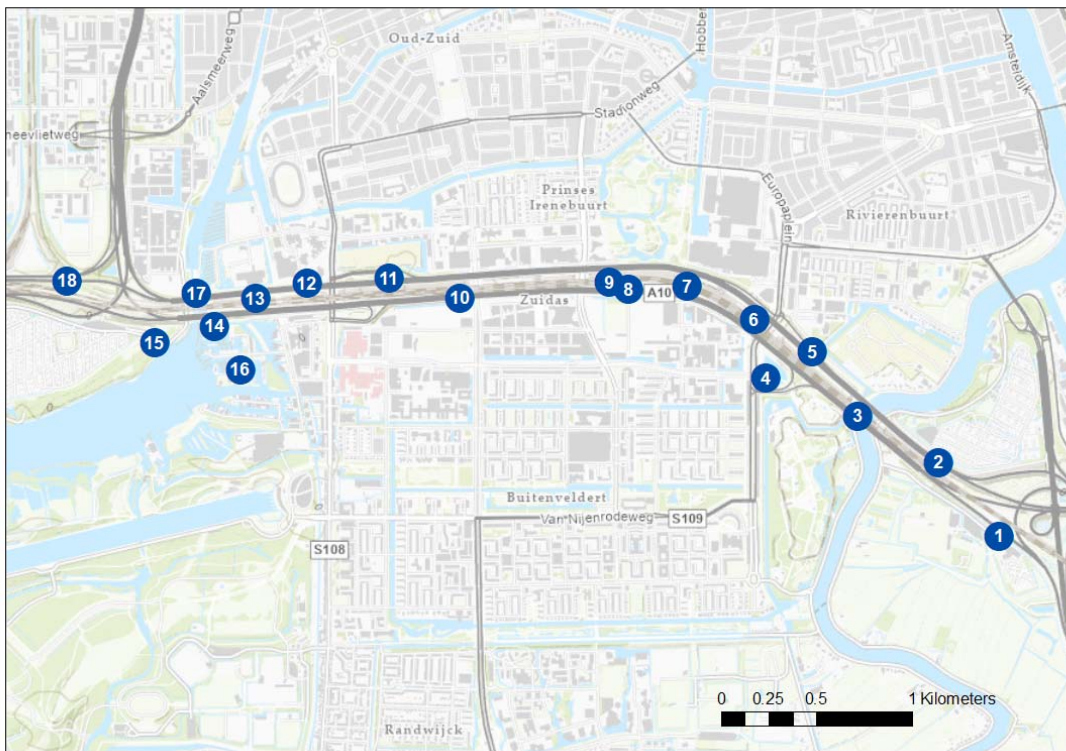 Oud-Zuid
Hobbe
Aalsmeerweg
Amsteldijk
Stadionweg
heevlietweg
Europaplein
Prinses
Irenebuurt
Rivierenbuurt
18
17
13
12
11
10
9
8
A10
7
Zuidas
14
15
16
6
5
4
3
2
1
Buitenveldert
Van Nijenrodeweg
S109
S108
0 0.25 0.5 1 Kilometers
Randwijck